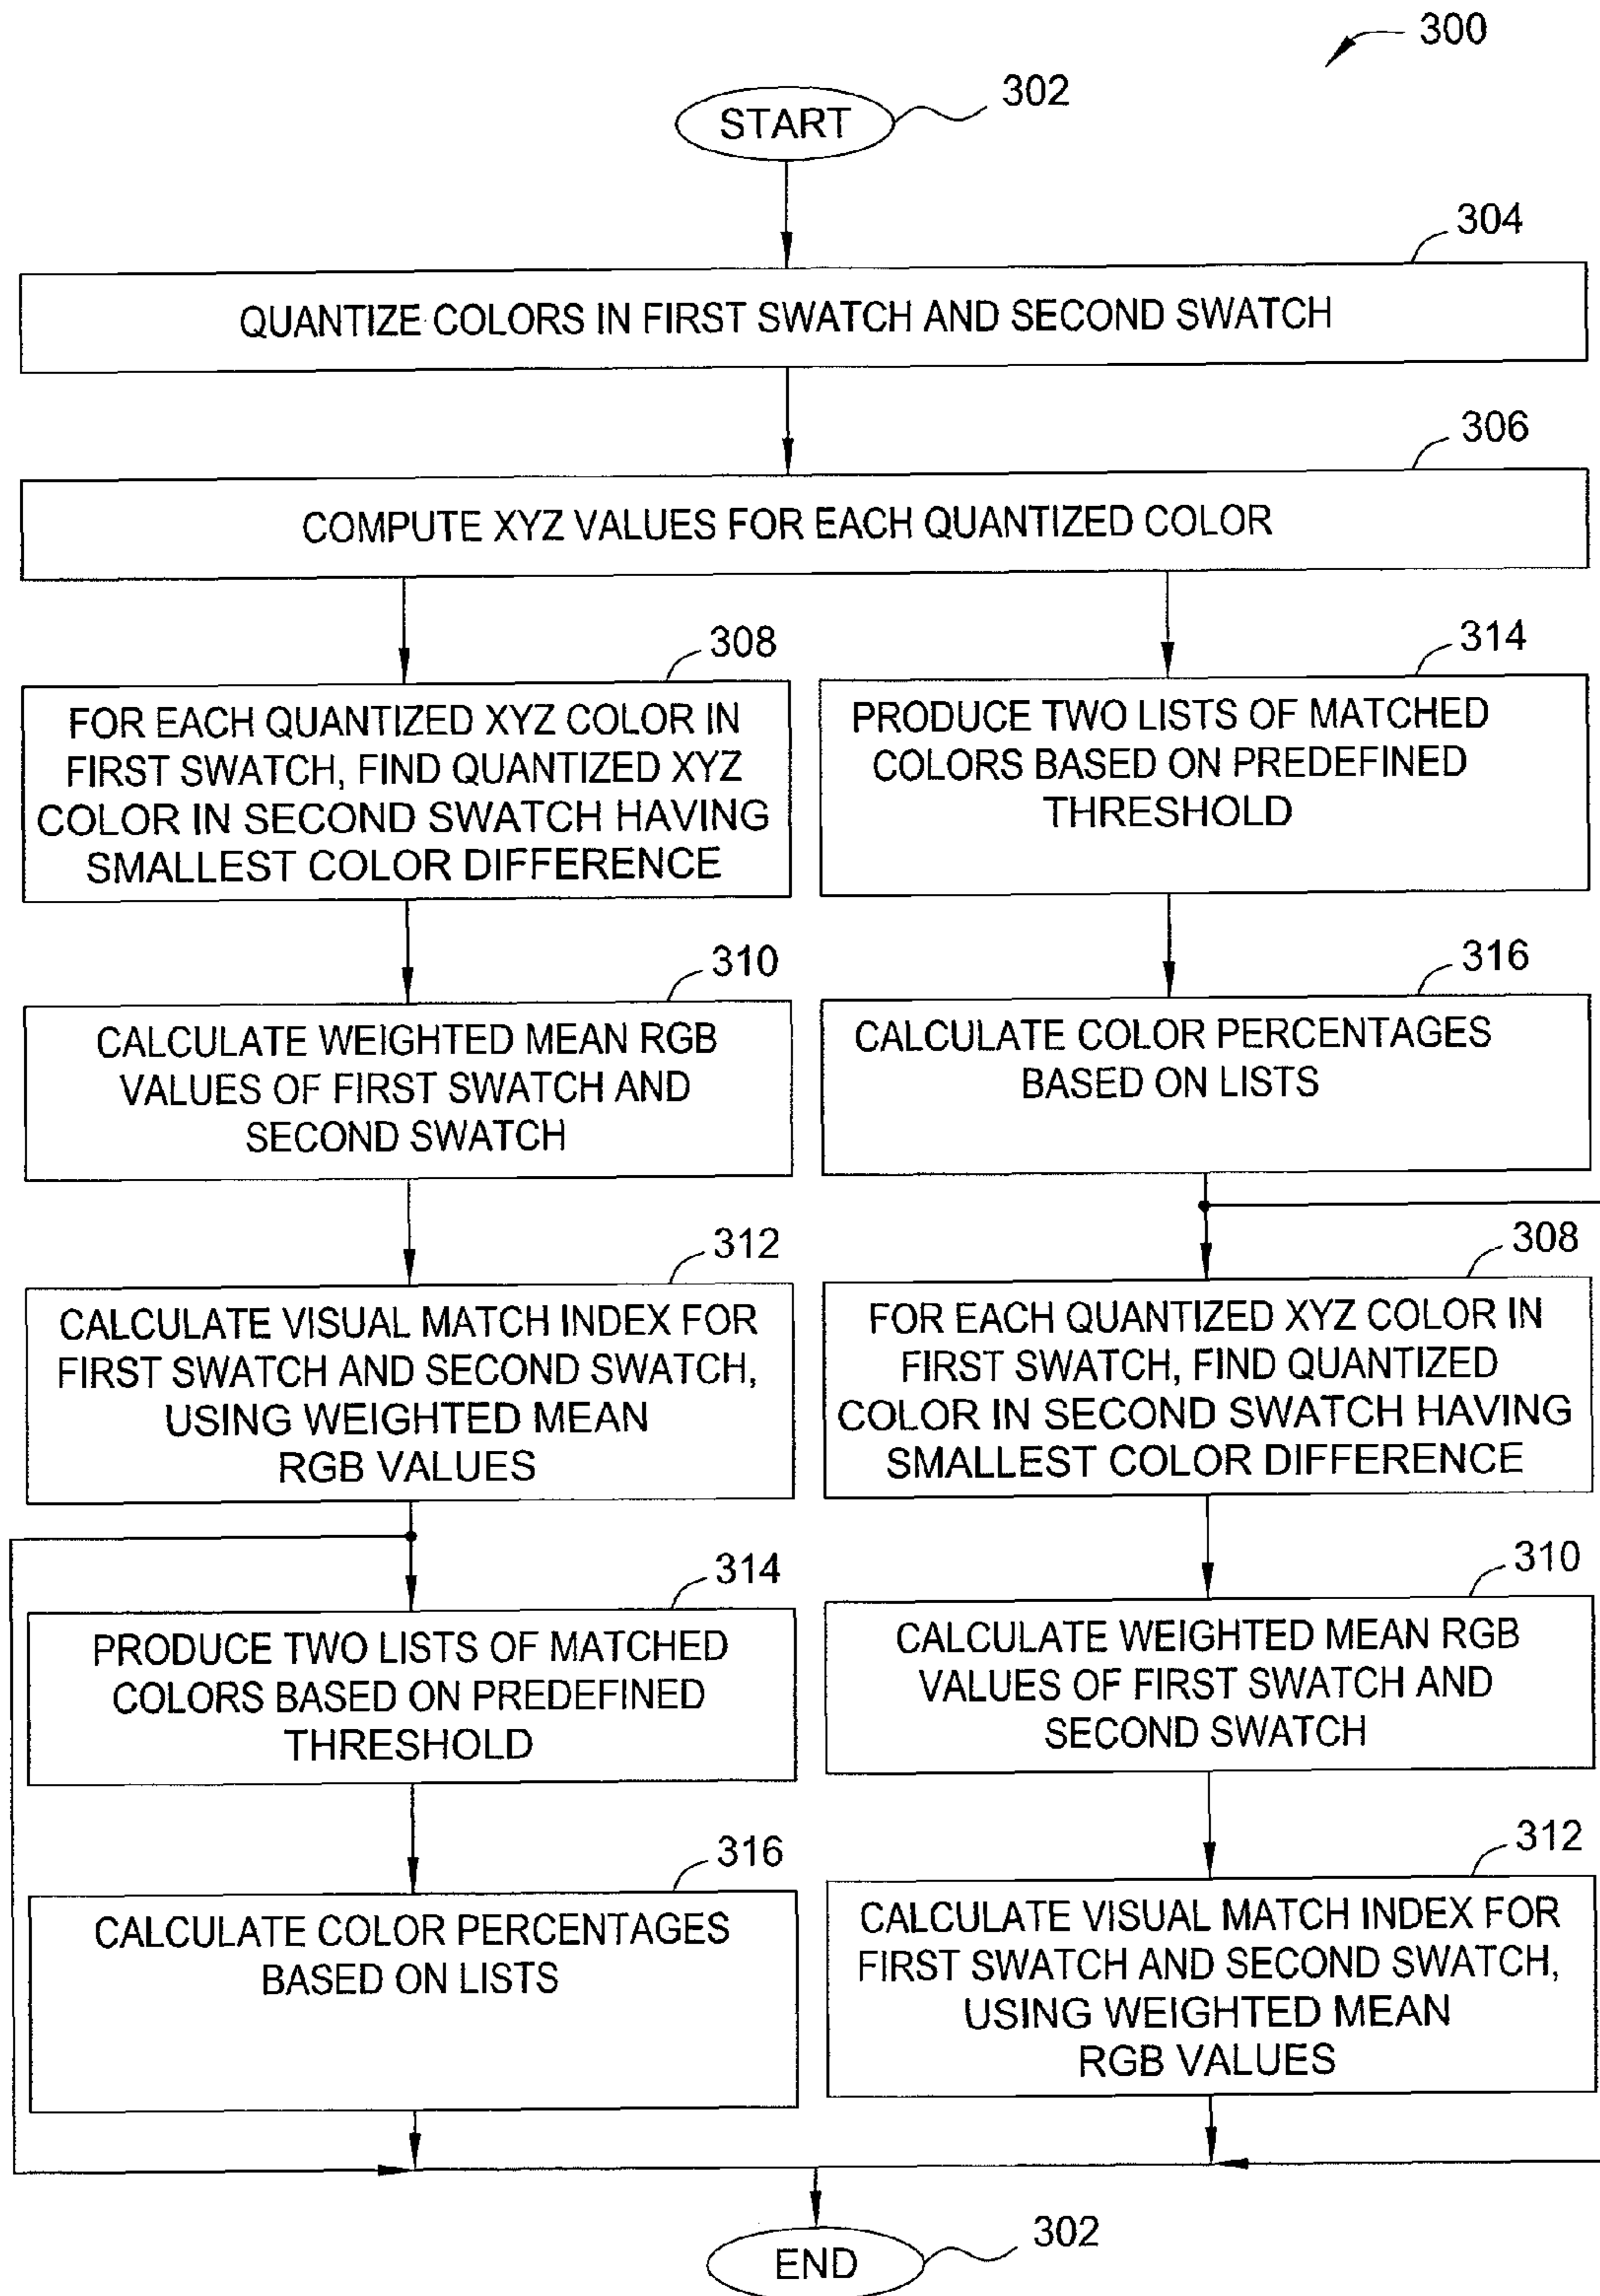 300
START
302
304
QUANTIZE COLORS IN FIRST SWATCH AND SECOND SWATCH
306
COMPUTE XYZ VALUES FOR EACH QUANTIZED COLOR
308
FOR EACH QUANTIZED XYZ COLOR IN
FIRST SWATCH, FIND QUANTIZED XYZ
COLOR IN SECOND SWATCH HAVING
SMALLEST COLOR DIFFERENCE
310
CALCULATE WEIGHTED MEAN RGB
VALUES OF FIRST SWATCH AND
SECOND SWATCH
312
CALCULATE VISUAL MATCH INDEX FOR
FIRST SWATCH AND SECOND SWATCH,
USING WEIGHTED MEAN
RGB VALUES
314
PRODUCE TWO LISTS OF MATCHED
COLORS BASED ON PREDEFINED
THRESHOLD
316
CALCULATE COLOR PERCENTAGES
BASED ON LISTS
314
PRODUCE TWO LISTS OF MATCHED
COLORS BASED ON PREDEFINED
THRESHOLD
316
CALCULATE COLOR PERCENTAGES
BASED ON LISTS
308
FOR EACH QUANTIZED XYZ COLOR IN
FIRST SWATCH, FIND QUANTIZED
COLOR IN SECOND SWATCH HAVING
SMALLEST COLOR DIFFERENCE
310
CALCULATE WEIGHTED MEAN RGB
VALUES OF FIRST SWATCH AND
SECOND SWATCH
312
CALCULATE VISUAL MATCH INDEX FOR
FIRST SWATCH AND SECOND SWATCH,
USING WEIGHTED MEAN
RGB VALUES
END
302